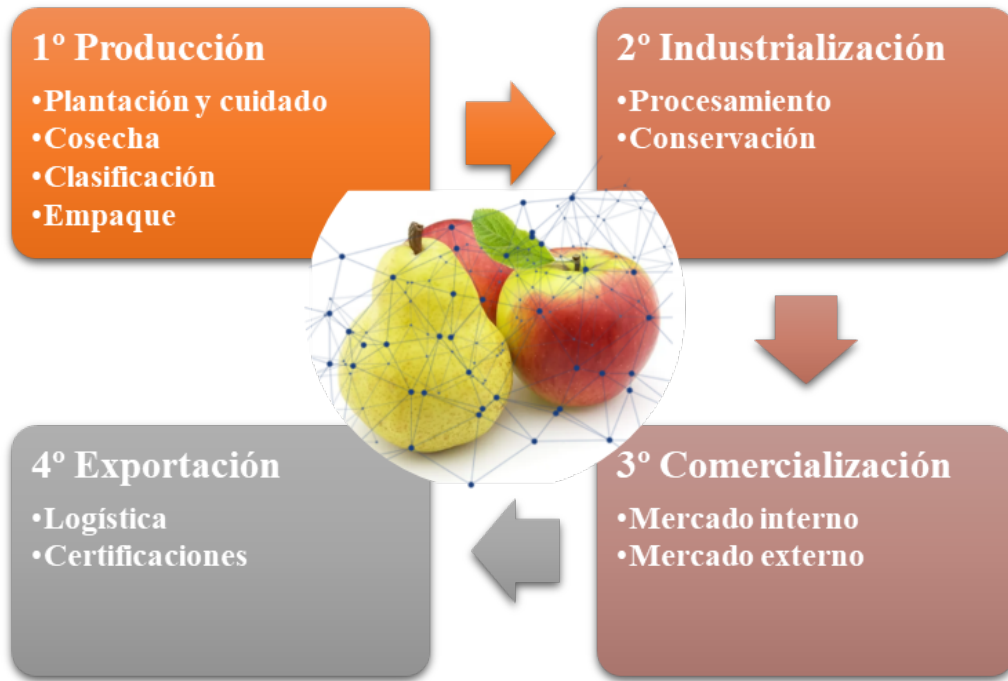 1º Producción
•Plantación y cuidado
•Cosecha
•Clasificación
•Empaque
2º Industrialización
•Procesamiento
•Conservación
3º Comercialización
•Mercado interno
•Mercado externo
4º Exportación
•Logística
•Certificaciones